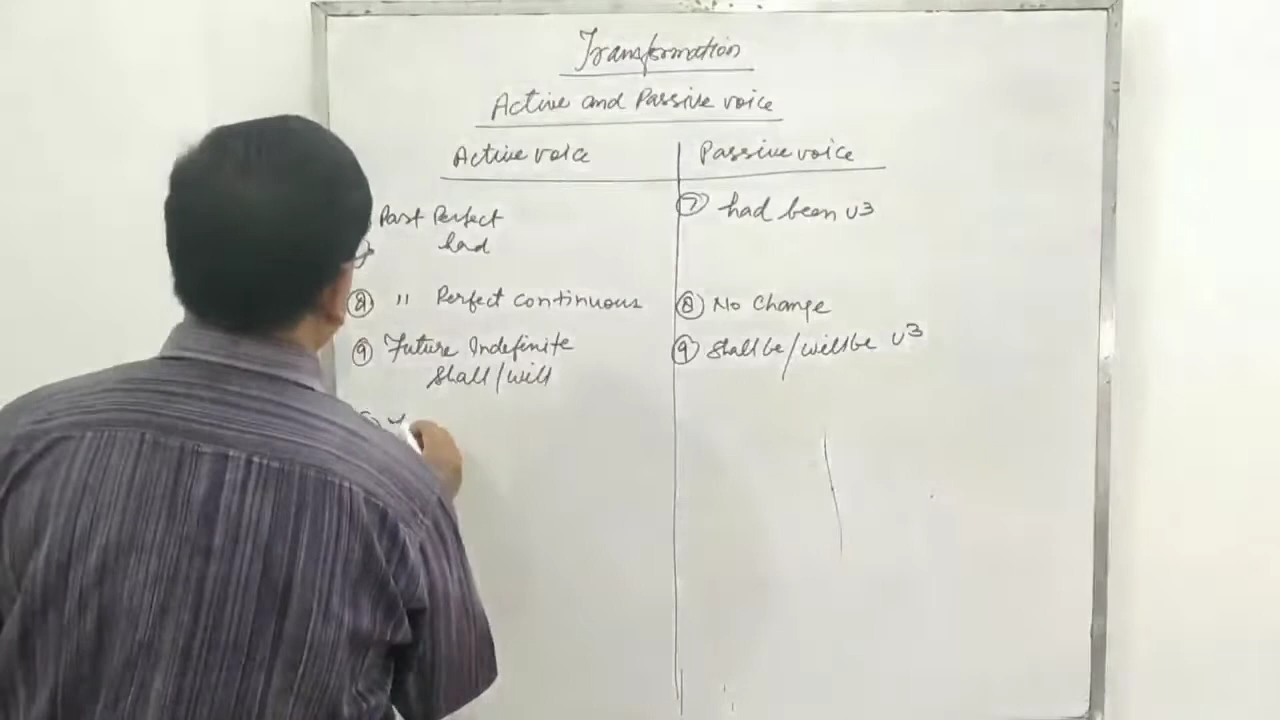 Transformation
Active and Passive voice
Active voice
Passive voice
Past Perfect
had
⑦ had been v3
⑧ " Perfect continuous
⑧ No Change
⑨ Future Indefinite
shall/will
⑨ shall be/will be v3